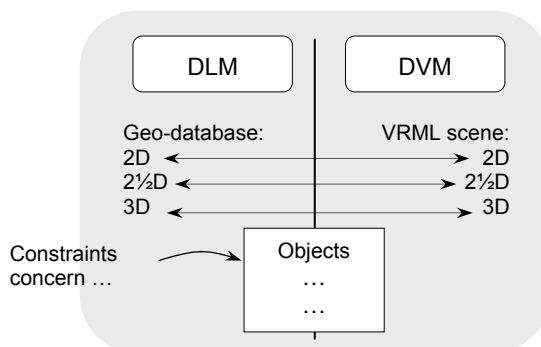 DLM
DVM
Geo-database:
VRML scene:
2D
2D
2½D
2½D
3D
3D
Constraints
concern …
Objects
…
…